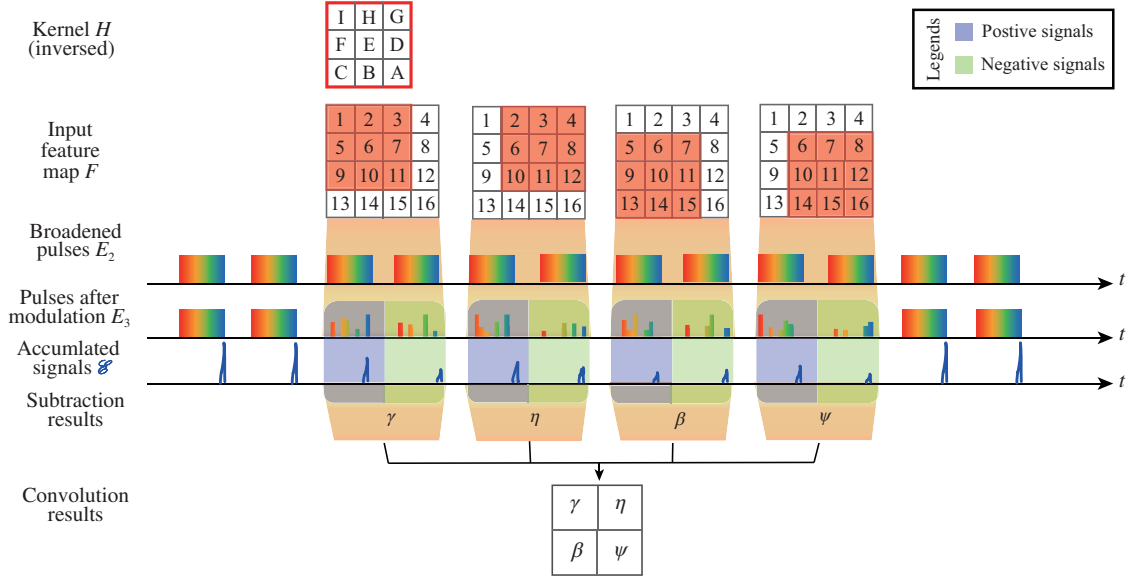 Kernel H
(inversed)
I H G
F E D
C B A
Legends
Postive signals
Negative signals
Input
feature
map F
1 2 3 4
5 6 7 8
9 10 11 12
13 14 15 16
1 2 3 4
5 6 7 8
9 10 11 12
13 14 15 16
1 2 3 4
5 6 7 8
9 10 11 12
13 14 15 16
1 2 3 4
5 6 7 8
9 10 11 12
13 14 15 16
Broadened
pulses E2
t
Pulses after
modulation E3
t
Accumlated
signals 𝒞
t
Subtraction
results
γ η β ψ
Convolution
results
γ η
β ψ